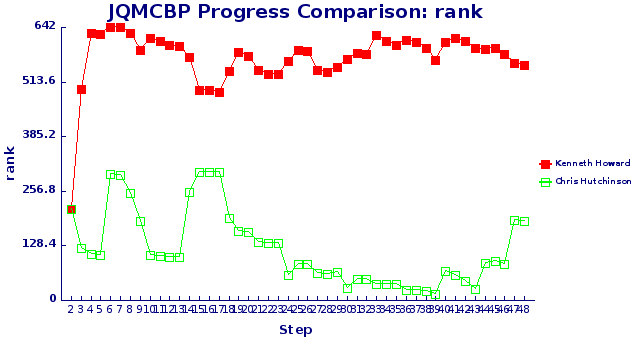 JQMCBP Progress Comparison: rank
642
513.6
385.2
256.8
128.4
0
rank
2 3 4 5 6 7 8 9 10 11 12 13 14 15 16 17 18 19 20 21 22 23 24 25 26 27 28 29 30 31 32 33 34 35 36 37 38 39 40 41 42 43 44 45 46 47 48
Step
Kenneth Howard
Chris Hutchinson